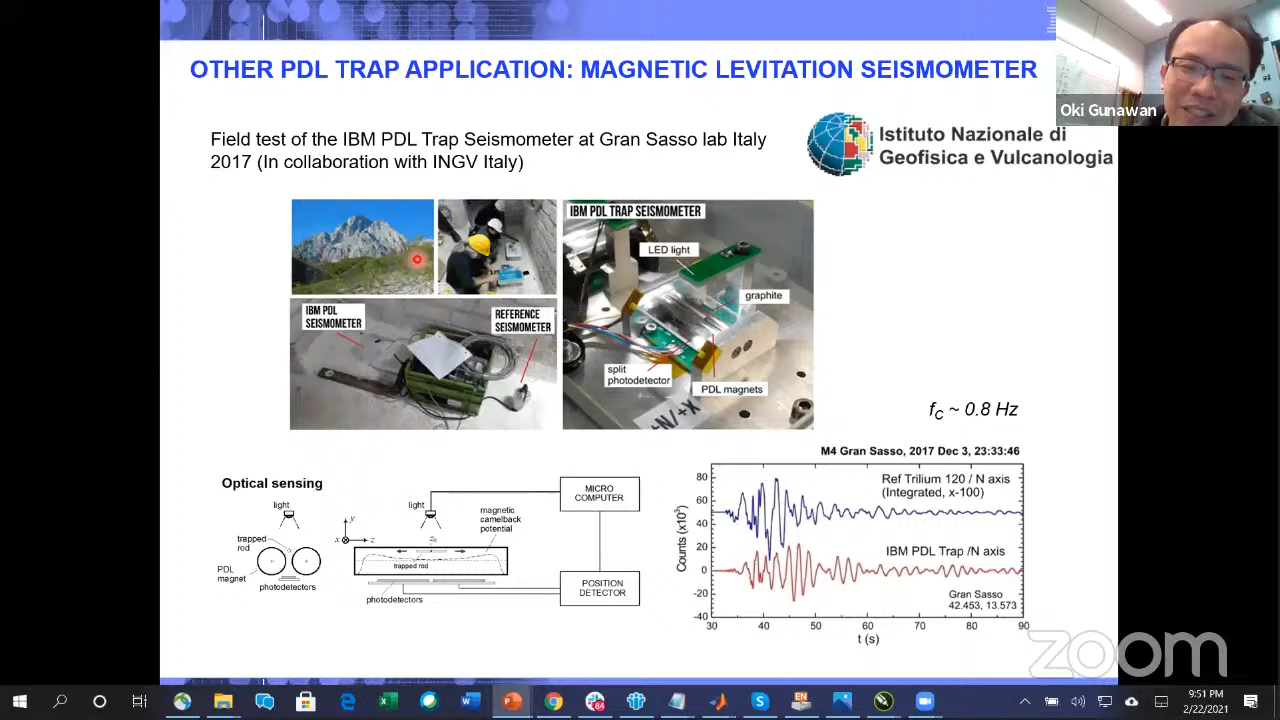 OTHER PDL TRAP APPLICATION: MAGNETIC LEVITATION SEISMOMETER
Oki Gunawan
Field test of the IBM PDL Trap Seismometer at Gran Sasso lab Italy
2017 (In collaboration with INGV Italy)
Istituto Nazionale di
Geofisica e Vulcanologia
IBM PDL TRAP SEISMOMETER
LED light
graphite
split
photodetector
PDL magnets
+N/+X
IBM PDL
SEISMOMETER
REFERENCE
SEISMOMETER
fC ~ 0.8 Hz
Optical sensing
light
trapped
rod
PDL
magnet
photodetectors
y
x
z
light
magnetic
camelback
potential
trapped rod
photodetectors
MICRO
COMPUTER
POSITION
DETECTOR
M4 Gran Sasso, 2017 Dec 3, 23:33:46
Ref Trilium 120 / N axis
(Integrated, x-100)
IBM PDL Trap /N axis
Gran Sasso
42.453, 13.573
Counts (x10³)
80
60
40
20
0
-20
-40
30 40 50 60 70 80 90
t (s)
zoom
9:51 PM
2/22/2021